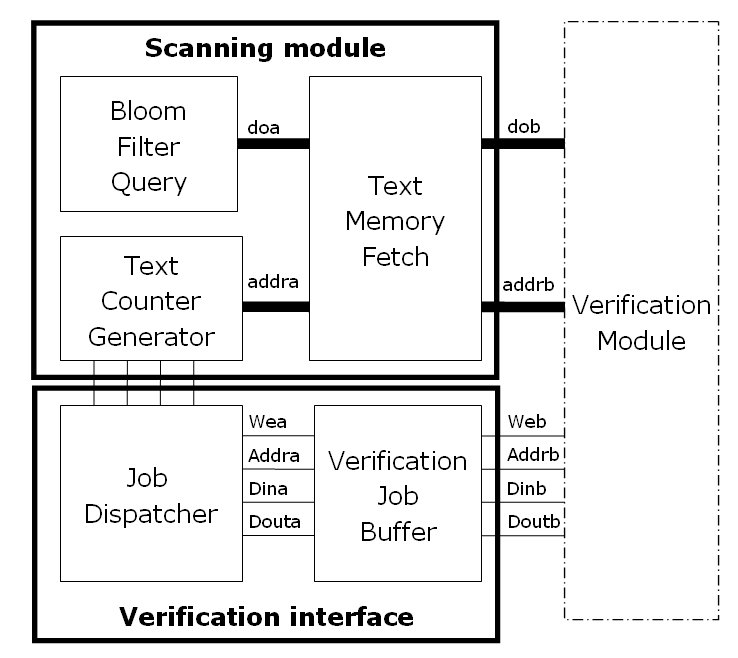 Scanning module
Bloom
Filter
Query
doa
Text
Memory
Fetch
dob
Text
Counter
Generator
addra
addrb
Verification
Module
Job
Dispatcher
Wea
Addra
Dina
Douta
Verification
Job
Buffer
Web
Addrb
Dinb
Doutb
Verification interface